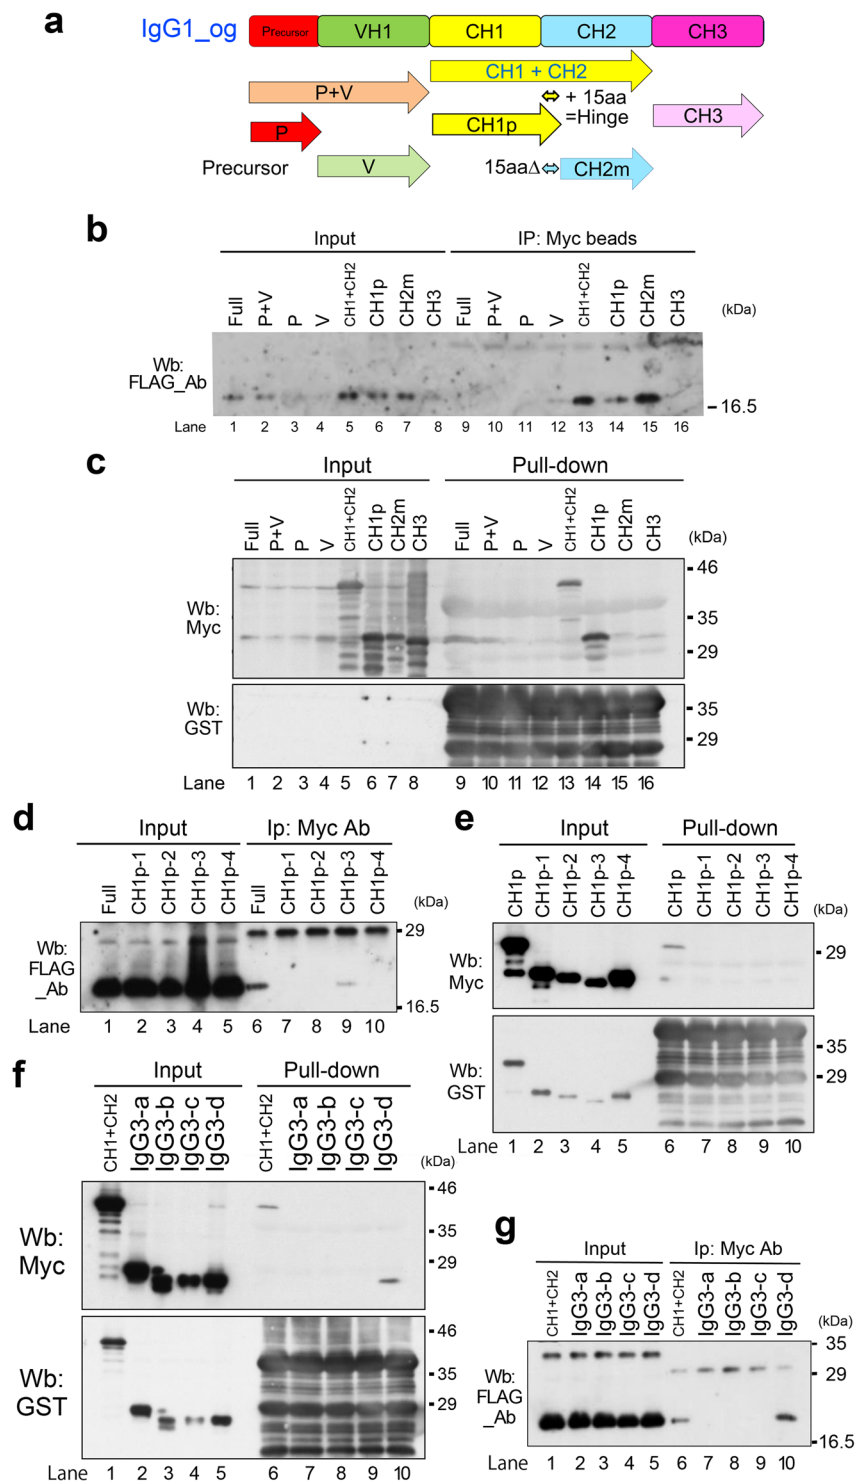 a
IgG1_og
Precursor VH1 CH1 CH2 CH3
CH1 + CH2
P+V
+ 15aa
=Hinge
CH3
P
CH1p
Precursor V 15aaΔ CH2m
b
Input IP: Myc beads
Full P+V P V CH1+CH2 CH1p CH2m CH3 Full P+V P V CH1+CH2 CH1p CH2m CH3
(kDa)
Wb:
FLAG_Ab
16.5
Lane 1 2 3 4 5 6 7 8 9 10 11 12 13 14 15 16
c
Input Pull-down
Full P+V P V CH1+CH2 CH1p CH2m CH3 Full P+V P V CH1+CH2 CH1p CH2m CH3
(kDa)
46
Wb:
Myc
35
29
Wb:
GST
35
29
Lane 1 2 3 4 5 6 7 8 9 10 11 12 13 14 15 16
d
Input Ip: Myc Ab
Full CH1p-1 CH1p-2 CH1p-3 CH1p-4 Full CH1p-1 CH1p-2 CH1p-3 CH1p-4
(kDa)
29
Wb:
FLAG
_Ab
16.5
Lane 1 2 3 4 5 6 7 8 9 10
e
Input Pull-down
CH1p CH1p-1 CH1p-2 CH1p-3 CH1p-4 CH1p CH1p-1 CH1p-2 CH1p-3 CH1p-4
(kDa)
Wb:
Myc
29
Wb:
GST
35
29
Lane 1 2 3 4 5 6 7 8 9 10
f
Input Pull-down
CH1+CH2 IgG3-a IgG3-b IgG3-c IgG3-d CH1+CH2 IgG3-a IgG3-b IgG3-c IgG3-d
(kDa)
46
Wb:
Myc
35
29
46
Wb:
GST
35
29
Lane 1 2 3 4 5 6 7 8 9 10
g
Input Ip: Myc Ab
CH1+CH2 IgG3-a IgG3-b IgG3-c IgG3-d CH1+CH2 IgG3-a IgG3-b IgG3-c IgG3-d
(kDa)
35
29
Wb:
FLAG
_Ab
16.5
Lane 1 2 3 4 5 6 7 8 9 10